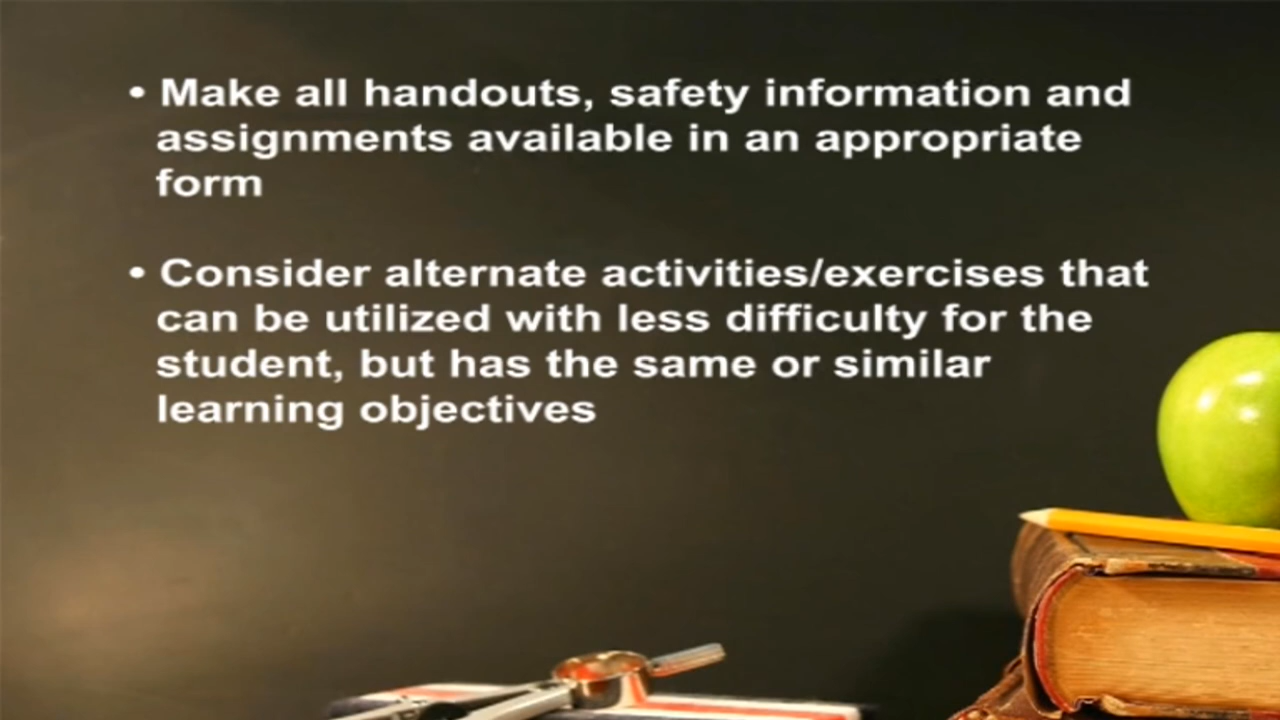 • Make all handouts, safety information and
assignments available in an appropriate
form
• Consider alternate activities/exercises that
can be utilized with less difficulty for the
student, but has the same or similar
learning objectives